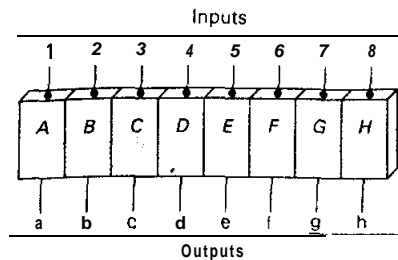 Inputs
1 2 3 4 5 6 7 8
A B C D E F G H
a b c d e f g h
Outputs